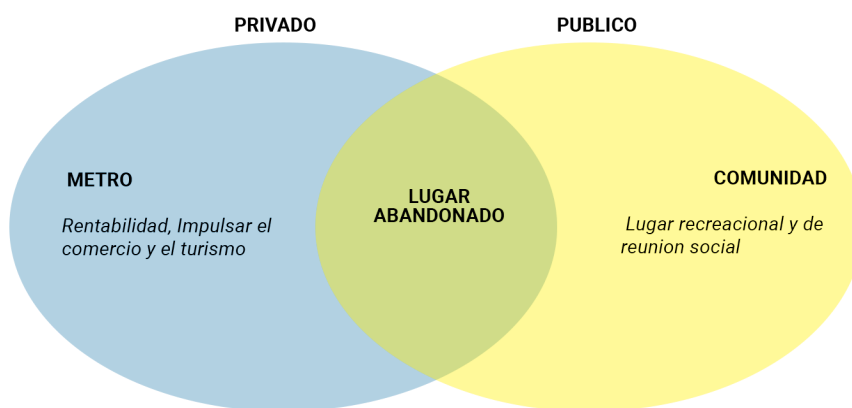 PRIVADO
PUBLICO
METRO
Rentabilidad, Impulsar el
comercio y el turismo
LUGAR
ABANDONADO
COMUNIDAD
Lugar recreacional y de
reunion social